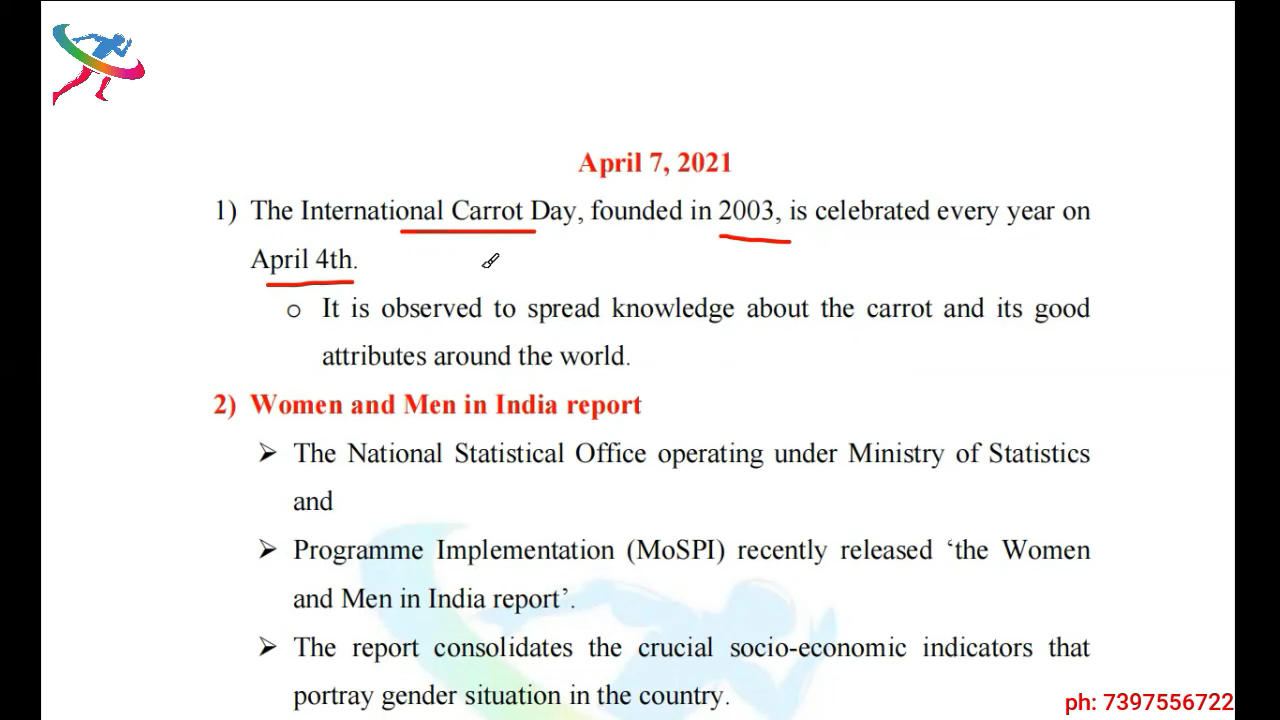 April 7, 2021
1) The International Carrot Day, founded in 2003, is celebrated every year on
April 4th.
o It is observed to spread knowledge about the carrot and its good
attributes around the world.
2) Women and Men in India report
➢ The National Statistical Office operating under Ministry of Statistics
and
➢ Programme Implementation (MoSPI) recently released ‘the Women
and Men in India report’.
➢ The report consolidates the crucial socio-economic indicators that
portray gender situation in the country.
ph: 7397556722